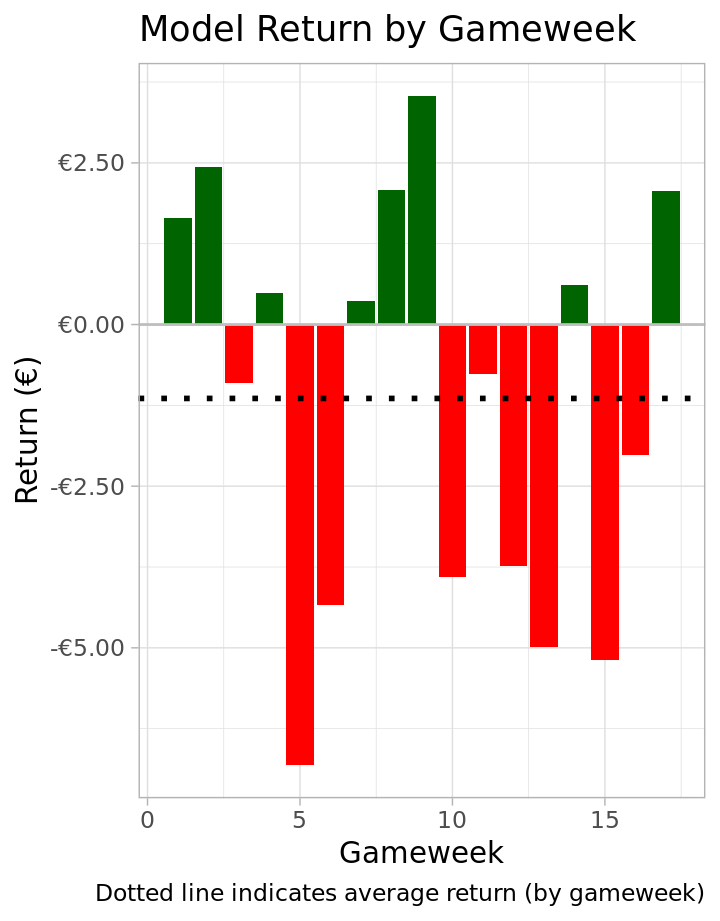 Model Return by Gameweek
Return (€)
€2.50
€0.00
-€2.50
-€5.00
0 5 10 15
Gameweek
Dotted line indicates average return (by gameweek)